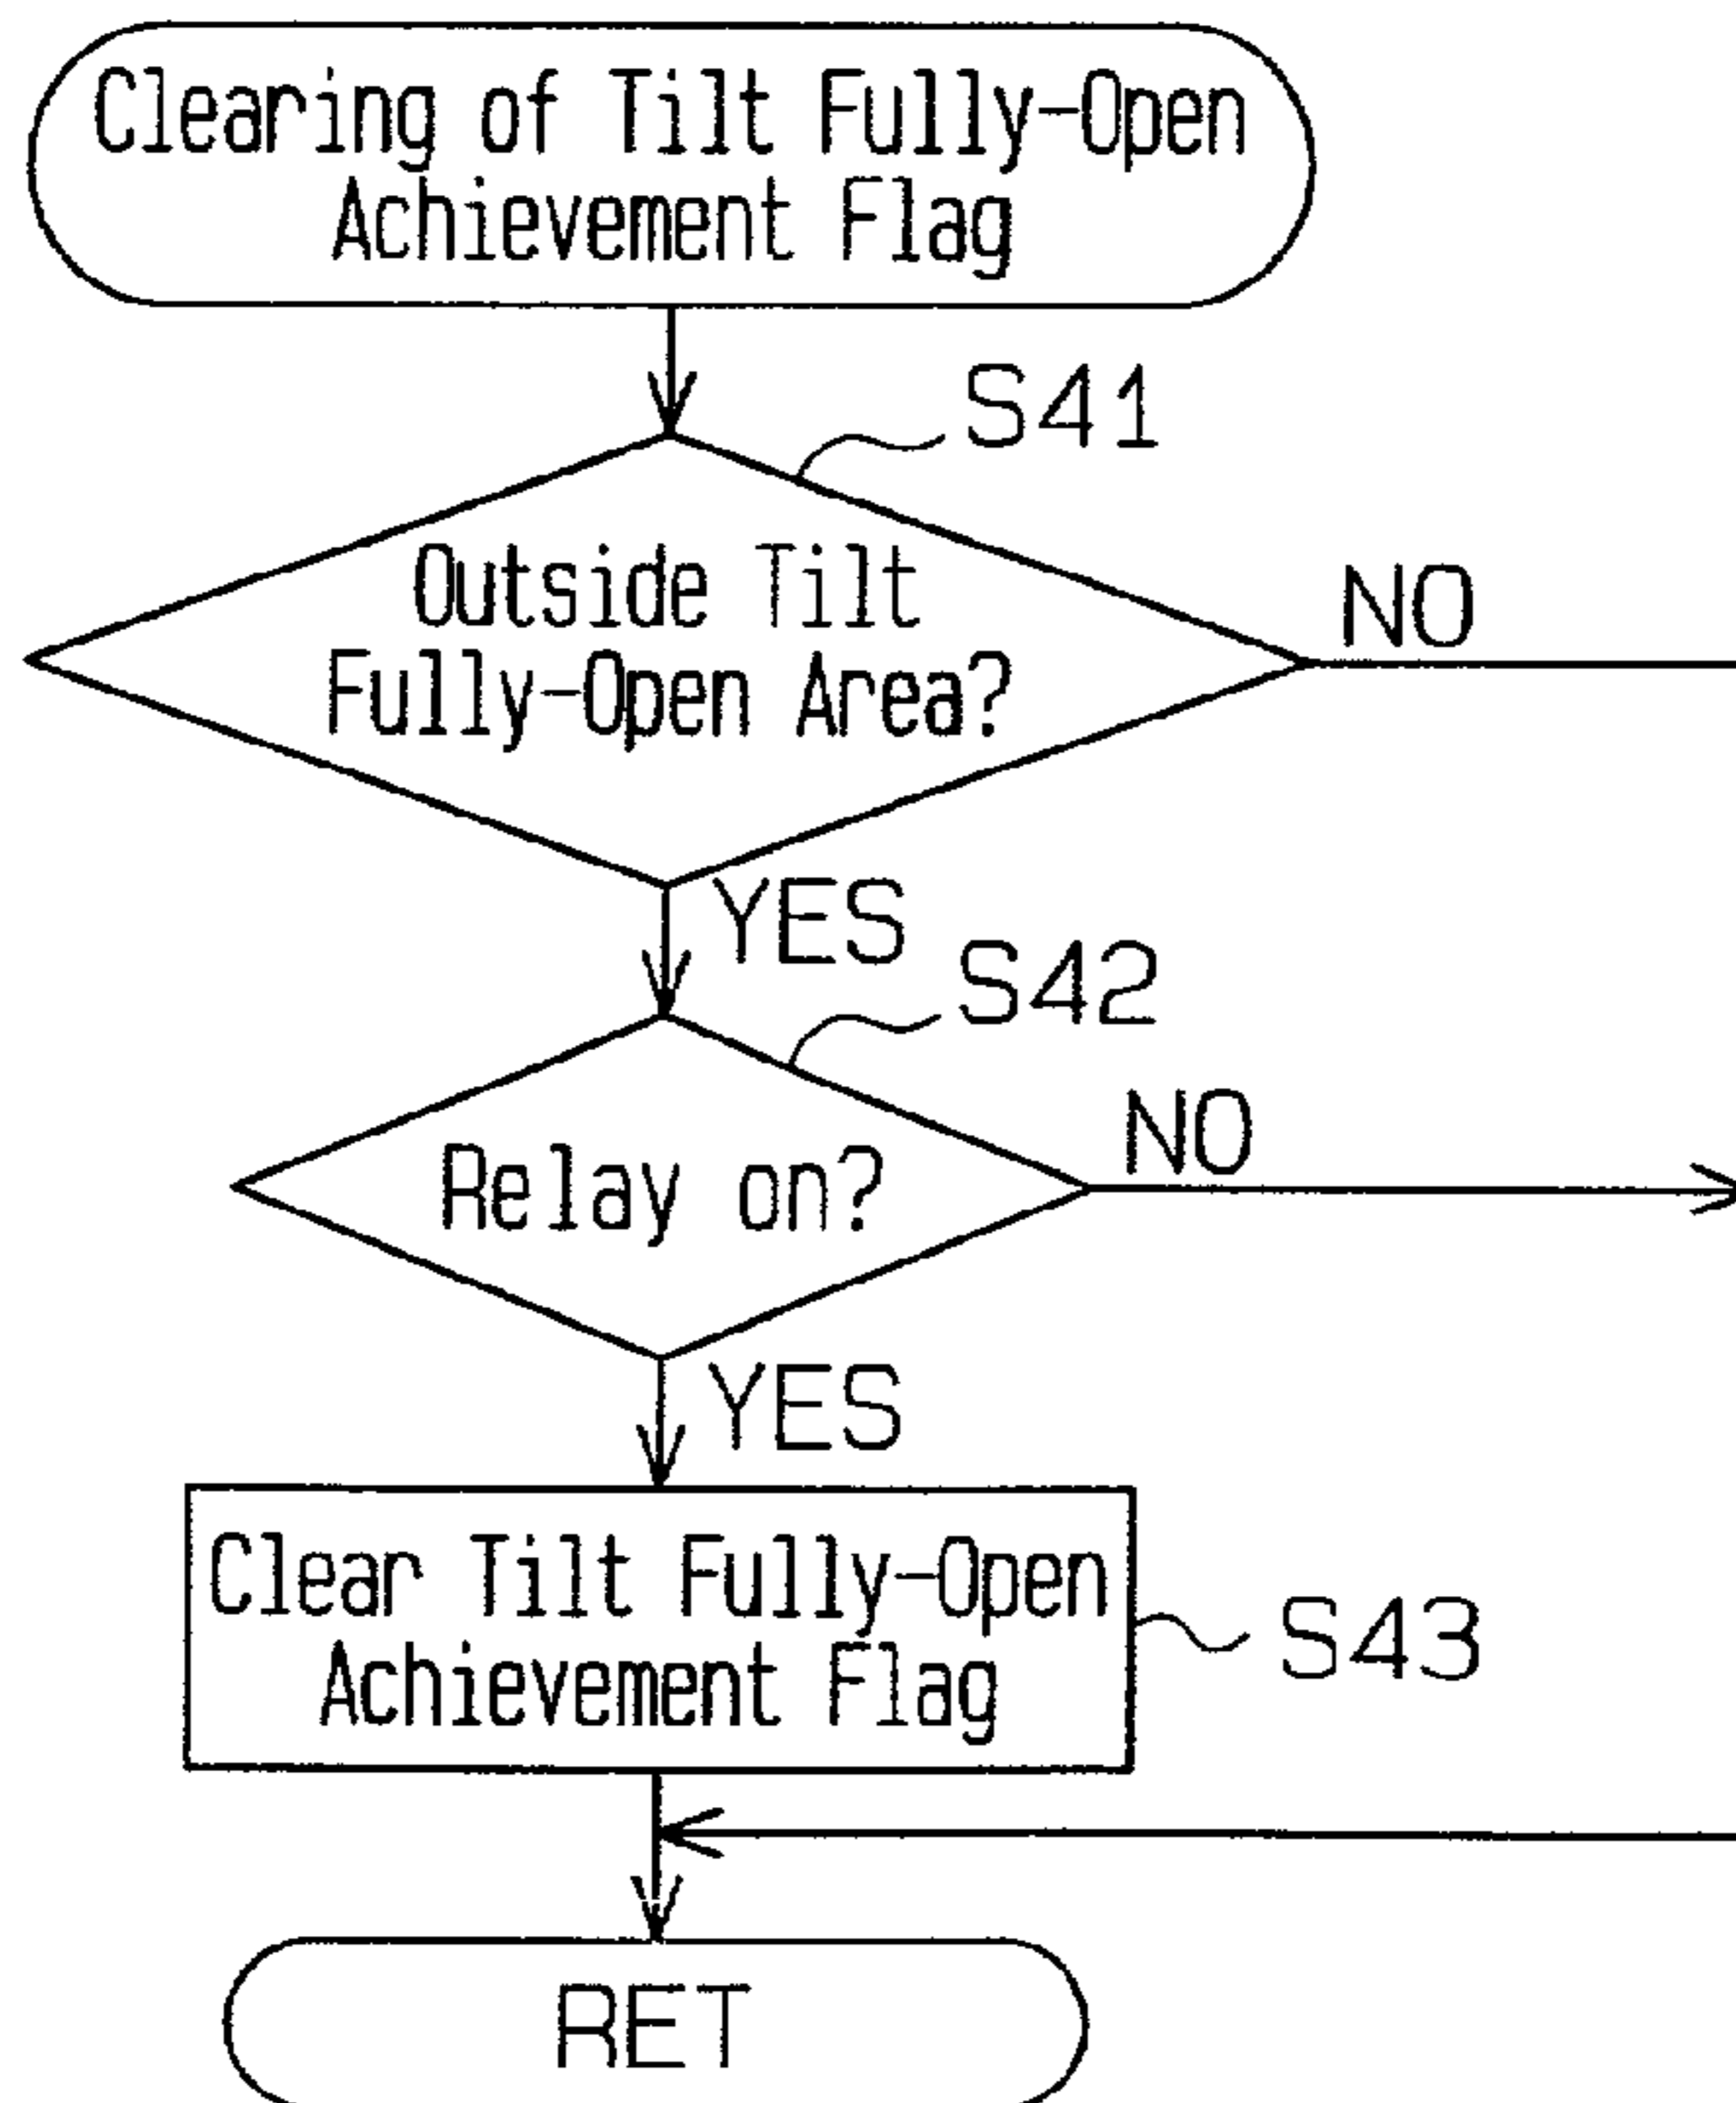 Clearing of Tilt Fully-Open
Achievement Flag
S41
Outside Tilt
Fully-Open Area?
NO
YES
S42
Relay on?
NO
YES
Clear Tilt Fully-Open
Achievement Flag
S43
RET